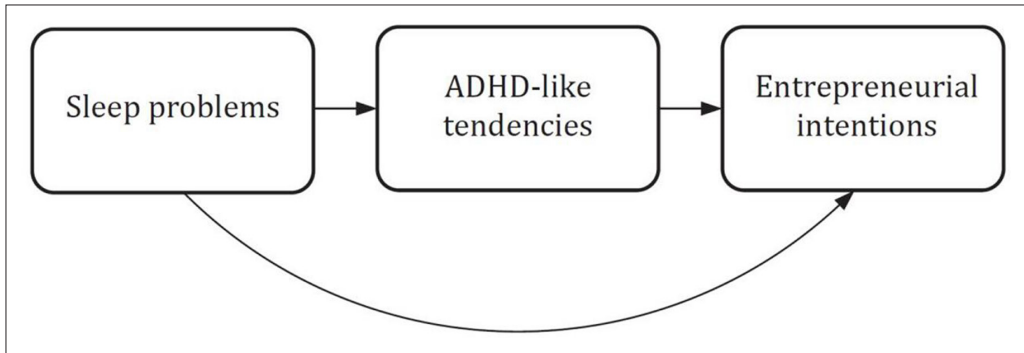 Sleep problems
ADHD-like
tendencies
Entrepreneurial
intentions